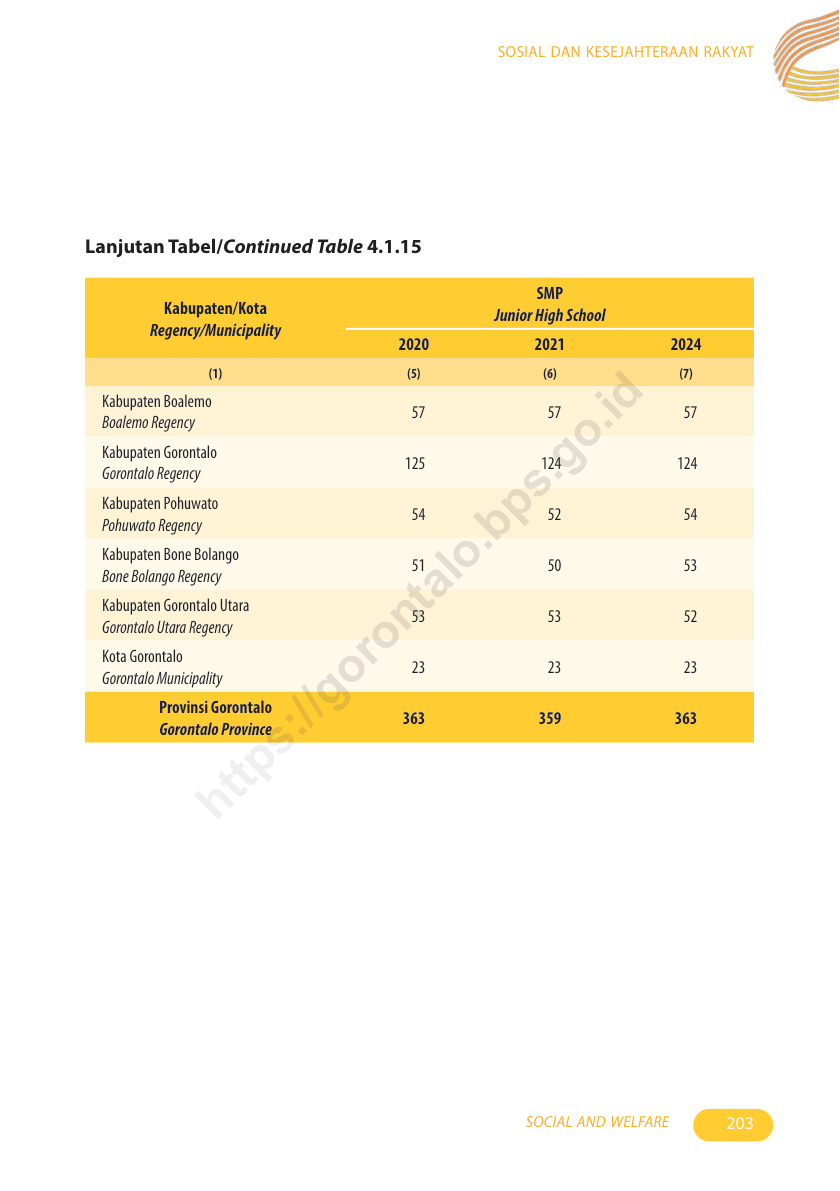 SOSIAL DAN KESEJAHTERAAN RAKYAT
Lanjutan Tabel/Continued Table 4.1.15
Kabupaten/Kota
Regency/Municipality
SMP
Junior High School
2020 2021 2024
(1) (5) (6) (7)
Kabupaten Boalemo
Boalemo Regency
57 57 57
Kabupaten Gorontalo
Gorontalo Regency
125 124 124
Kabupaten Pohuwato
Pohuwato Regency
54 52 54
Kabupaten Bone Bolango
Bone Bolango Regency
51 50 53
Kabupaten Gorontalo Utara
Gorontalo Utara Regency
53 53 52
Kota Gorontalo
Gorontalo Municipality
23 23 23
Provinsi Gorontalo
Gorontalo Province
363 359 363
https://gorontalo.bps.go.id
SOCIAL AND WELFARE 203